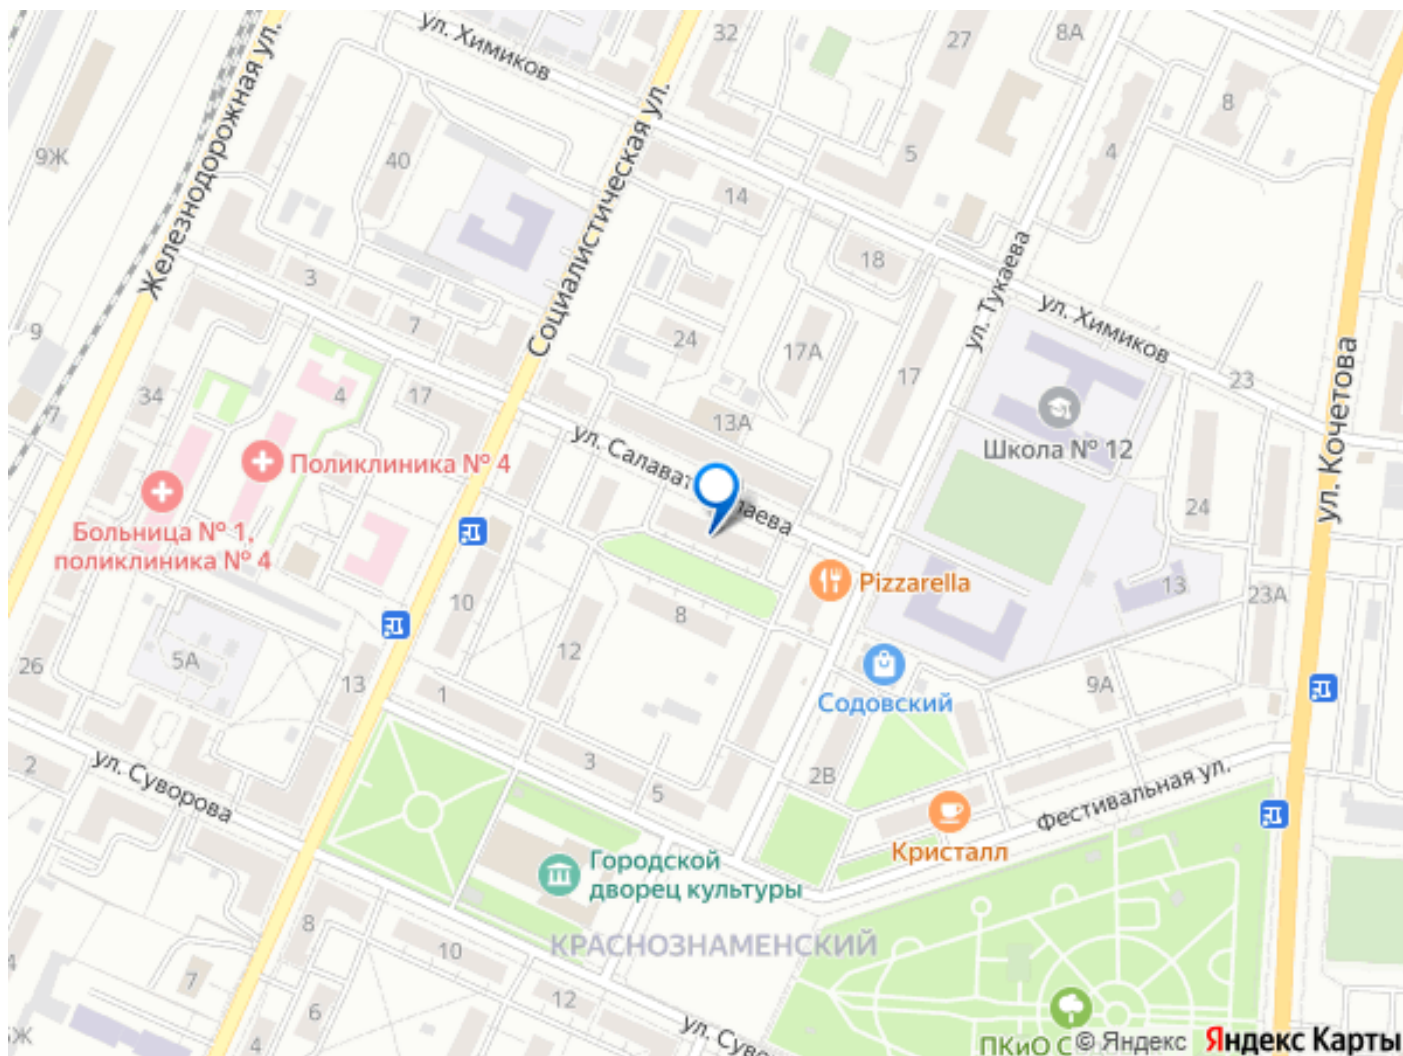 ул. Химиков
32
27
8А
Железнодорожная ул.
Социалистическая ул.
9Ж
40
8
5
4
14
18
ул. Тукаева
3
7
24
17А
ул. Химиков
9
17
23
ул. Кочетова
34
4
17
13А
Школа № 12
ул. Салават
лаева
Поликлиника № 4
24
Больница № 1,
поликлиника № 4
Pizzarella
13
23А
10
8
12
5А
26
13
1
Содовский
9А
ул. Суворова
2
3
5
2В
Фестивальная ул.
Кристалл
Городской
дворец культуры
КРАСНОЗНАМЕНСКИЙ
8
10
7
12
6
4
4
Ж
ул. Суво
ПКиО С
© Яндекс
Яндекс Карты